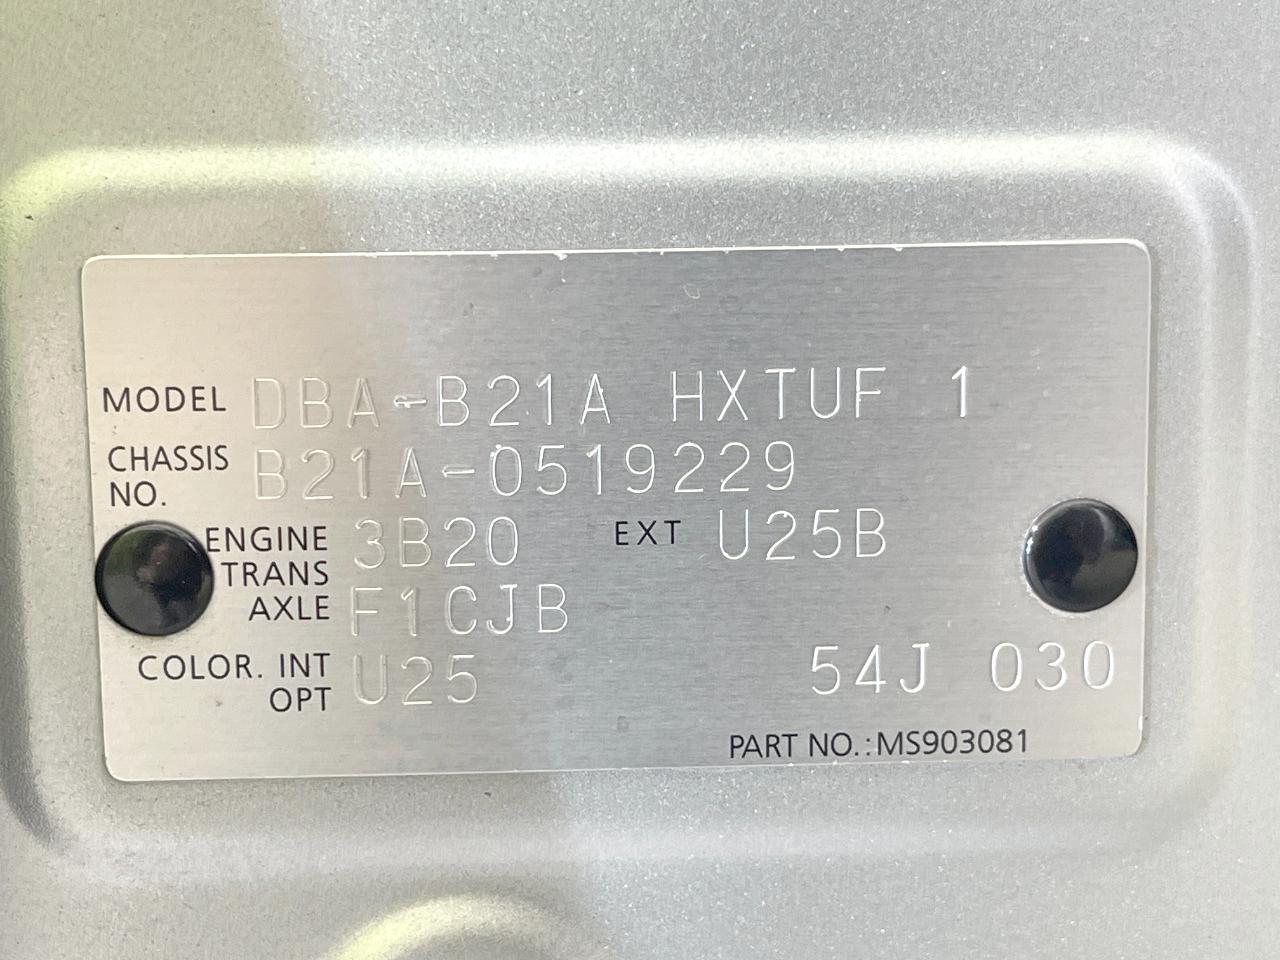 MODEL DBA-B21A HXTUF 1
CHASSIS NO. B21A-0519229
ENGINE 3B20 EXT U25B
TRANS AXLE F1CJB
COLOR. INT OPT U25 54J 030
PART NO.:MS903081